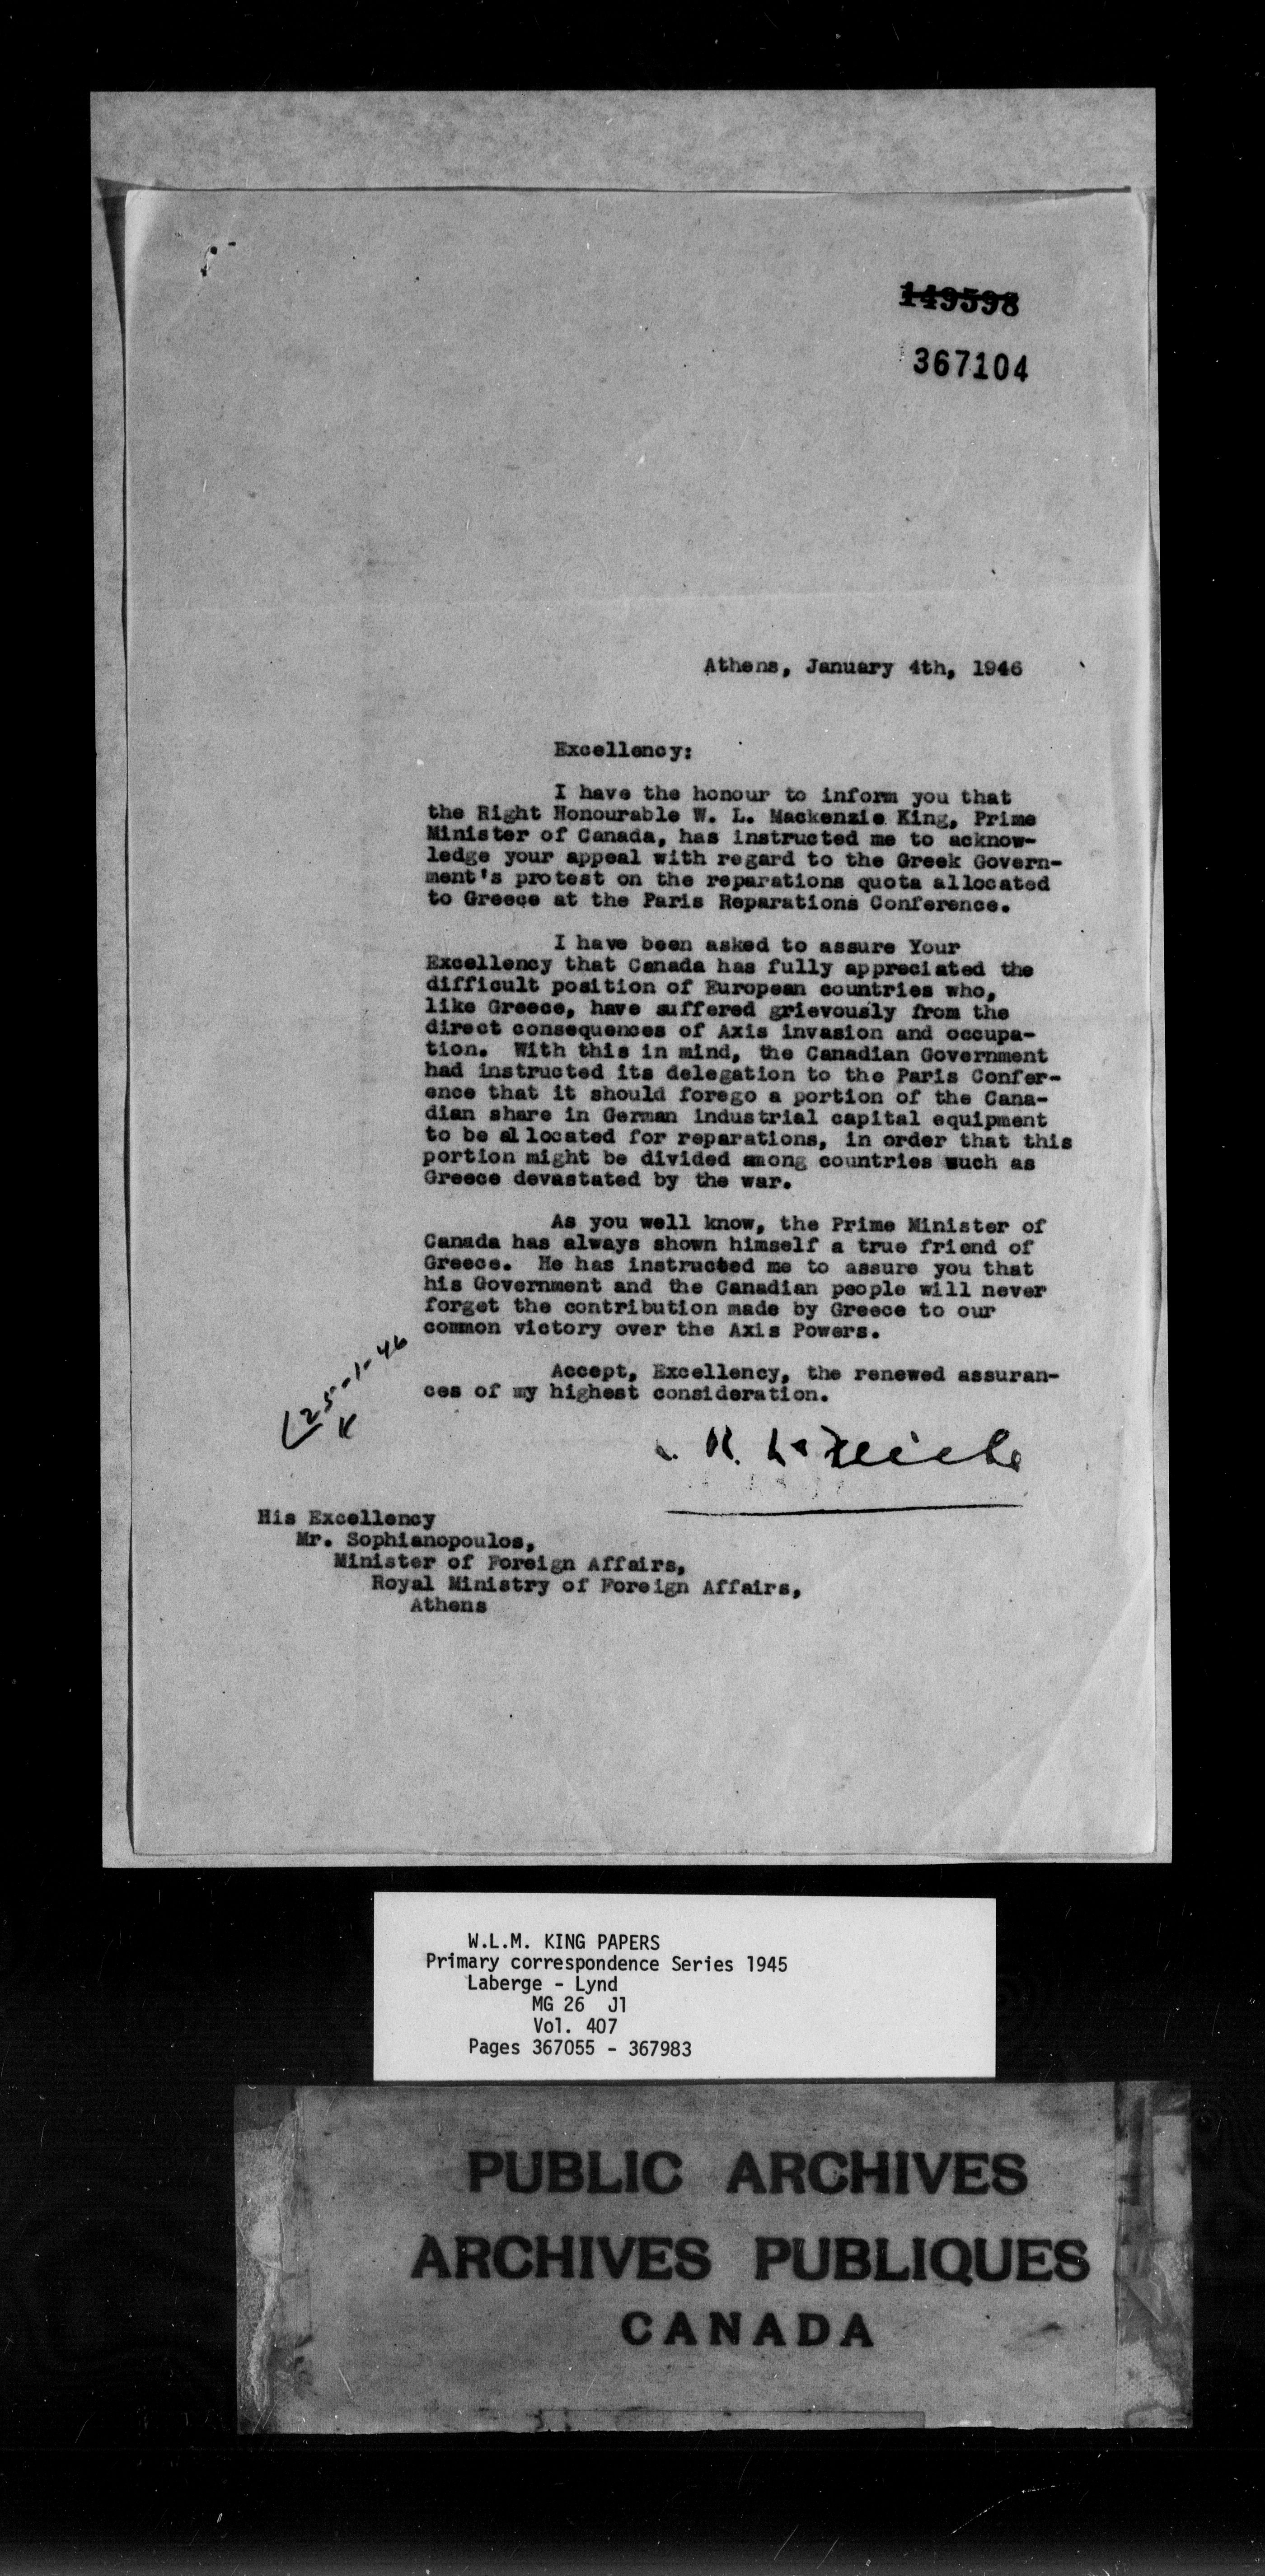 149598
367104
Athens, January 4th, 1946
Excellency:
I have the honour to inform you that
the Right Honourable W. L. Mackenzie King, Prime
Minister of Canada, has instructed me to acknow-
ledge your appeal with regard to the Greek Govern-
ment's protest on the reparations quota allocated
to Greece at the Paris Reparations Conference.
I have been asked to assure Your
Excellency that Canada has fully appreciated the
difficult position of European countries who,
like Greece, have suffered grievously from the
direct consequences of Axis invasion and occupa-
tion. With this in mind, the Canadian Government
had instructed its delegation to the Paris Confer-
ence that it should forego a portion of the Cana-
dian share in German industrial capital equipment
to be allocated for reparations, in order that this
portion might be divided among countries such as
Greece devastated by the war.
As you well know, the Prime Minister of
Canada has always shown himself a true friend of
Greece. He has instructed me to assure you that
his Government and the Canadian people will never
forget the contribution made by Greece to our
common victory over the Axis Powers.
Accept, Excellency, the renewed assuran-
ces of my highest consideration.
25-1-46
K
His Excellency
Mr. Sophianopoulos,
Minister of Foreign Affairs,
Royal Ministry of Foreign Affairs,
Athens
W.L.M. KING PAPERS
Primary correspondence Series 1945
Laberge - Lynd
MG 26 J1
Vol. 407
Pages 367055 - 367983
PUBLIC ARCHIVES
ARCHIVES PUBLIQUES
CANADA